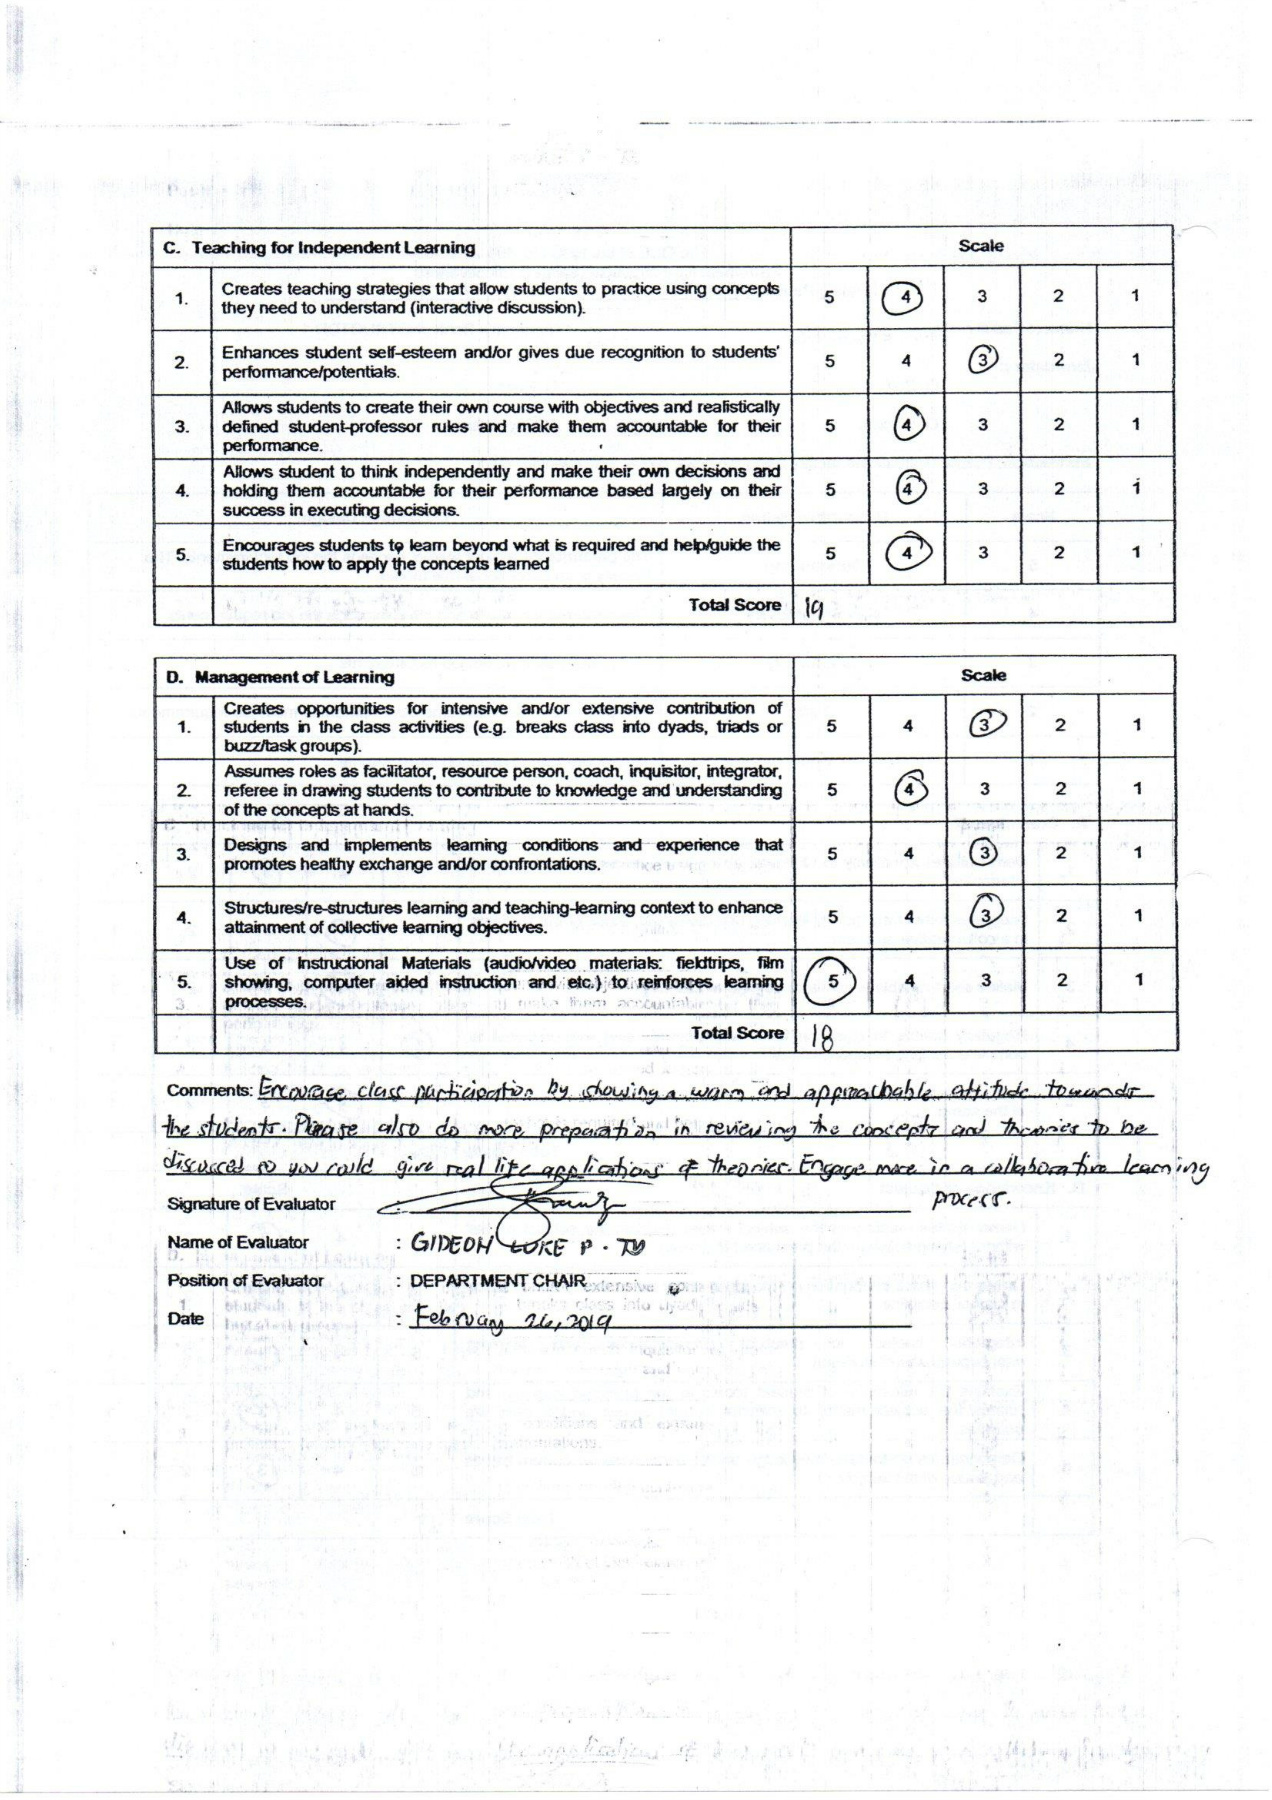 C. Teaching for Independent Learning Scale
1. Creates teaching strategies that allow students to practice using concepts 5 4 3 2 1
they need to understand (interactive discussion).
2. Enhances student self-esteem and/or gives due recognition to students' 5 4 3 2 1
performance/potentials.
3. Allows students to create their own course with objectives and realistically 5 4 3 2 1
defined student-professor rules and make them accountable for their
performance.
4. Allows student to think independently and make their own decisions and 5 4 3 2 1
holding them accountable for their performance based largely on their
success in executing decisions.
5. Encourages students to learn beyond what is required and help/guide the 5 4 3 2 1
students how to apply the concepts learned
Total Score 19
D. Management of Learning Scale
1. Creates opportunities for intensive and/or extensive contribution of 5 4 3 2 1
students in the class activities (e.g. breaks class into dyads, triads or
buzz/task groups).
2. Assumes roles as facilitator, resource person, coach, inquisitor, integrator, 5 4 3 2 1
referee in drawing students to contribute to knowledge and understanding
of the concepts at hands.
3. Designs and implements learning conditions and experience that 5 4 3 2 1
promotes healthy exchange and/or confrontations.
4. Structures/re-structures learning and teaching-learning context to enhance 5 4 3 2 1
attainment of collective learning objectives.
5. Use of Instructional Materials (audio/video materials: fieldtrips, film 5 4 3 2 1
showing, computer aided instruction and etc.) to reinforces learning
processes.
Total Score 18
Comments: Encourage class participation by showing a warm and approachable attitude towards
the students. Please also do more preparation in reviewing the concepts and theories to be
discussed so you could give real life applications of theories. Engage more in a collaborative learning
process.
Signature of Evaluator :
Name of Evaluator : GIDEON LUKE P. TY
Position of Evaluator : DEPARTMENT CHAIR
Date : February 26, 2019